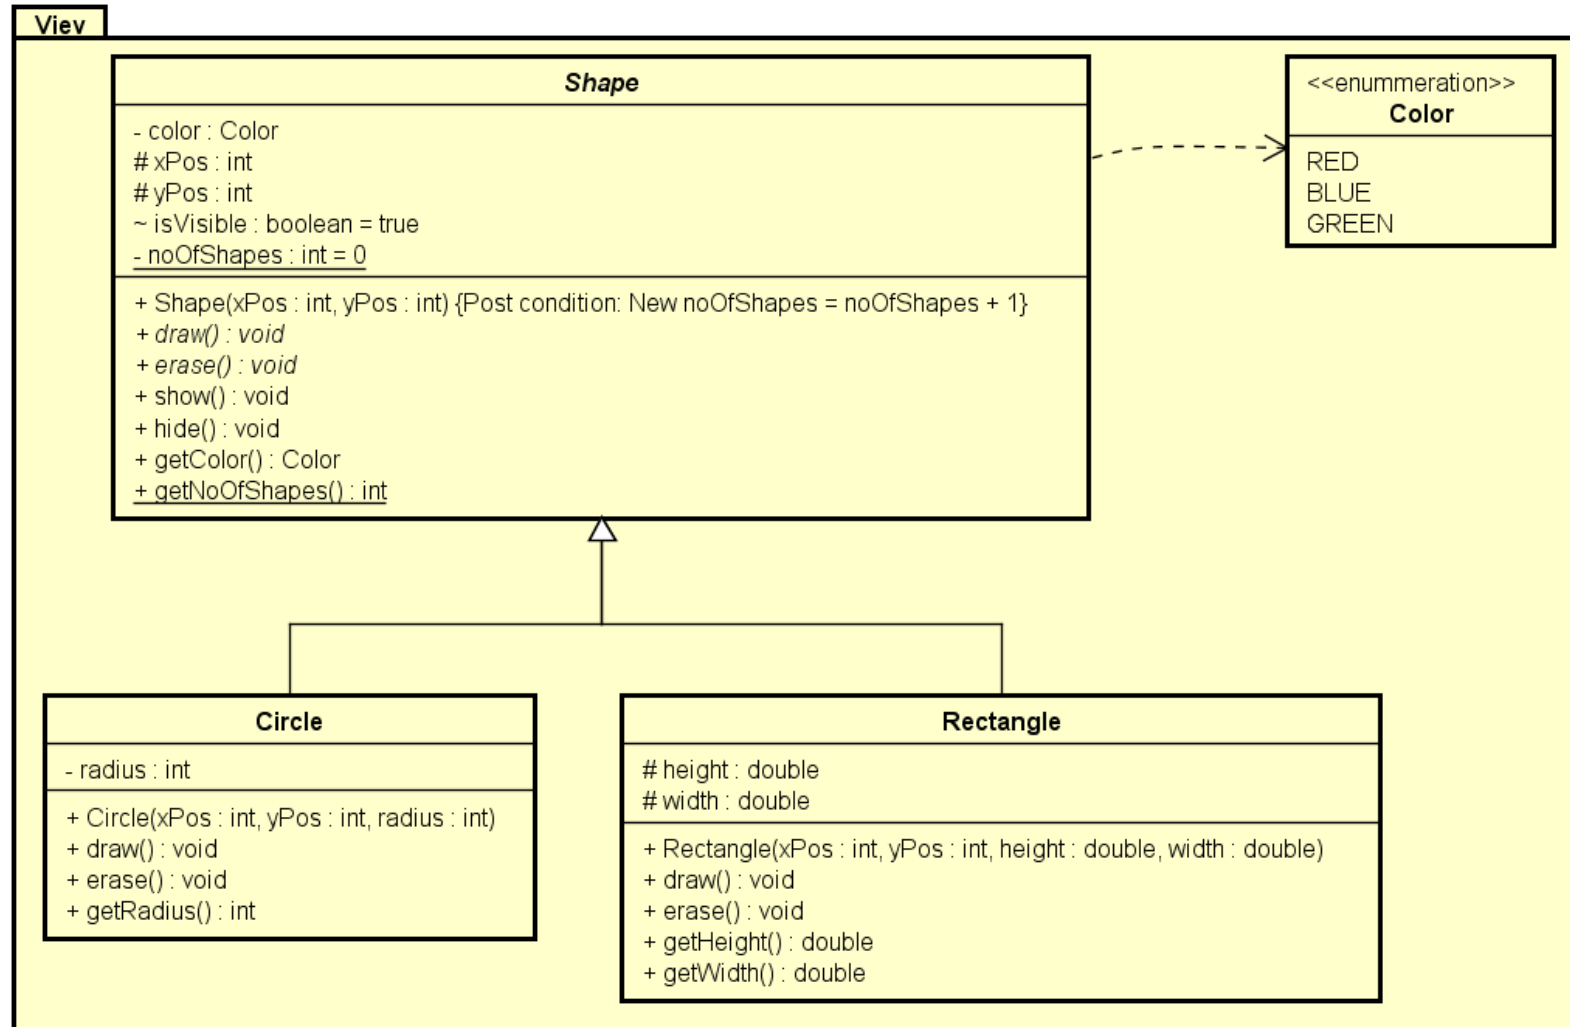 Viev
Shape
- color : Color
# xPos : int
# yPos : int
~ isVisible : boolean = true
- noOfShapes : int = 0
+ Shape(xPos : int, yPos : int) {Post condition: New noOfShapes = noOfShapes + 1}
+ draw() : void
+ erase() : void
+ show() : void
+ hide() : void
+ getColor() : Color
+ getNoOfShapes() : int
<<enummeration>>
Color
RED
BLUE
GREEN
Circle
- radius : int
+ Circle(xPos : int, yPos : int, radius : int)
+ draw() : void
+ erase() : void
+ getRadius() : int
Rectangle
# height : double
# width : double
+ Rectangle(xPos : int, yPos : int, height : double, width : double)
+ draw() : void
+ erase() : void
+ getHeight() : double
+ getWidth() : double